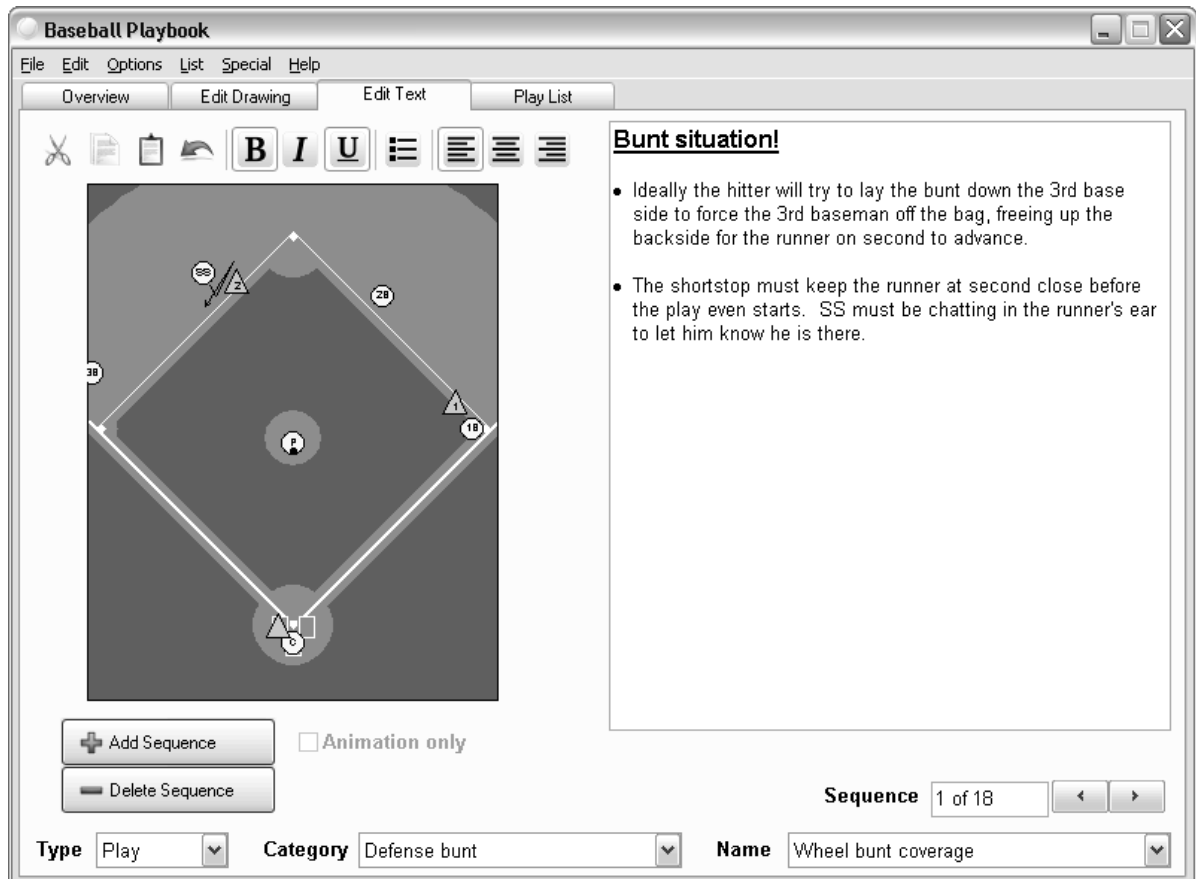 Baseball Playbook
File Edit Options List Special Help
Overview Edit Drawing Edit Text Play List
B I U
Bunt situation!
• Ideally the hitter will try to lay the bunt down the 3rd base
side to force the 3rd baseman off the bag, freeing up the
backside for the runner on second to advance.
• The shortstop must keep the runner at second close before
the play even starts.  SS must be chatting in the runner's ear
to let him know he is there.
SS 2
2B
3B
1
1B
P
C
Add Sequence
Animation only
Delete Sequence
Sequence 1 of 18
Type Play Category Defense bunt Name Wheel bunt coverage